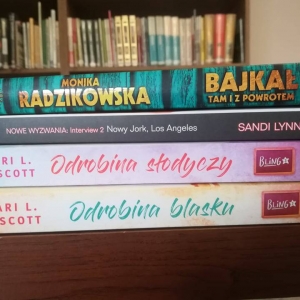 MONIKA
RADZIKOWSKA
BAJKAŁ
TAM I Z POWROTEM
NOWE WYZWANIA: Interview 2 Nowy Jork, Los Angeles
SANDI LYNN
ARI L.
SCOTT
Odrobina słodyczy
BLING
ARI L.
SCOTT
Odrobina blasku
BLING